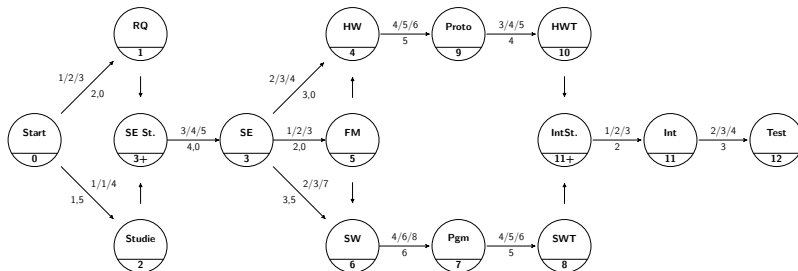 RQ
1
HW
4
4/5/6
5
Proto
9
3/4/5
4
HWT
10
1/2/3
2,0
2/3/4
3,0
Start
0
SE St.
3+
3/4/5
4,0
SE
3
1/2/3
2,0
FM
5
IntSt.
11+
1/2/3
2
Int
11
2/3/4
3
Test
12
1/1/4
1,5
2/3/7
3,5
Studie
2
SW
6
4/6/8
6
Pgm
7
4/5/6
5
SWT
8